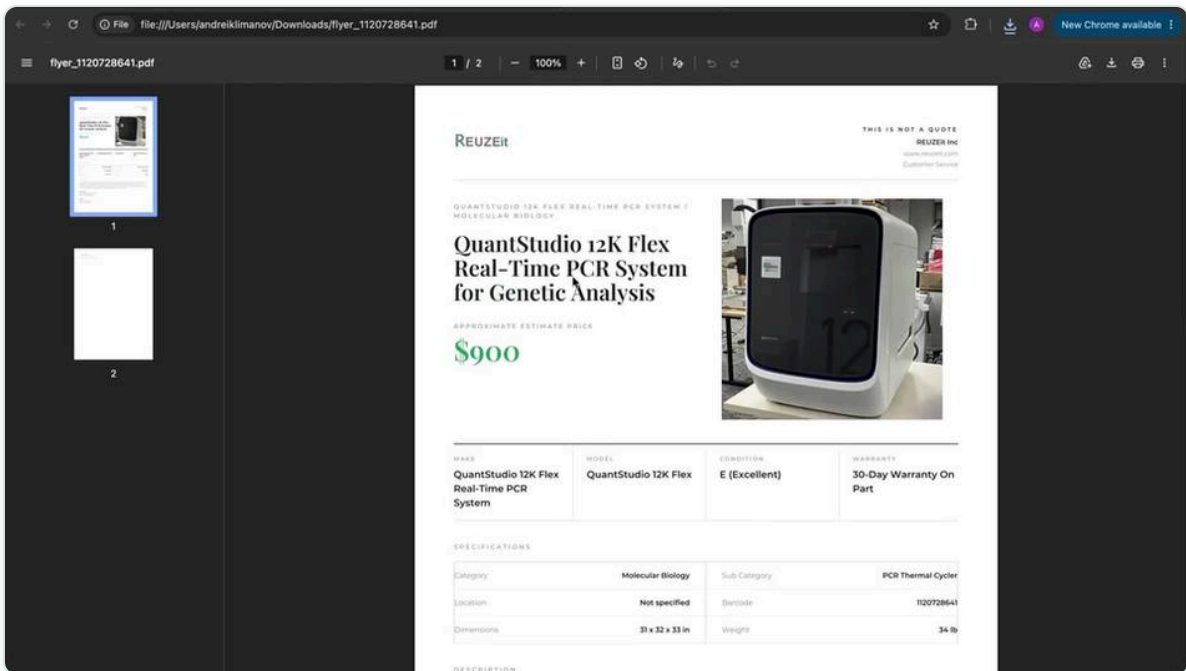 File
file:///Users/andreiklimanov/Downloads/flyer_1120728641.pdf
A
New Chrome available
flyer_1120728641.pdf
1 / 2
100%
1
2
REUZEit
THIS IS NOT A QUOTE
REUZEit Inc
www.reuzeit.com
Customer Service
QUANTSTUDIO 12K FLEX REAL-TIME PCR SYSTEM /
MOLECULAR BIOLOGY
QuantStudio 12K Flex
Real-Time PCR System
for Genetic Analysis
APPROXIMATE ESTIMATE PRICE
$900
12
MAKE
QuantStudio 12K Flex
Real-Time PCR
System
MODEL
QuantStudio 12K Flex
CONDITION
E (Excellent)
WARRANTY
30-Day Warranty On
Part
SPECIFICATIONS
Category Molecular Biology Sub Category PCR Thermal Cycler
Location Not specified Barcode 1120728641
Dimensions 31 x 32 x 33 in Weight 34 lb
DESCRIPTION